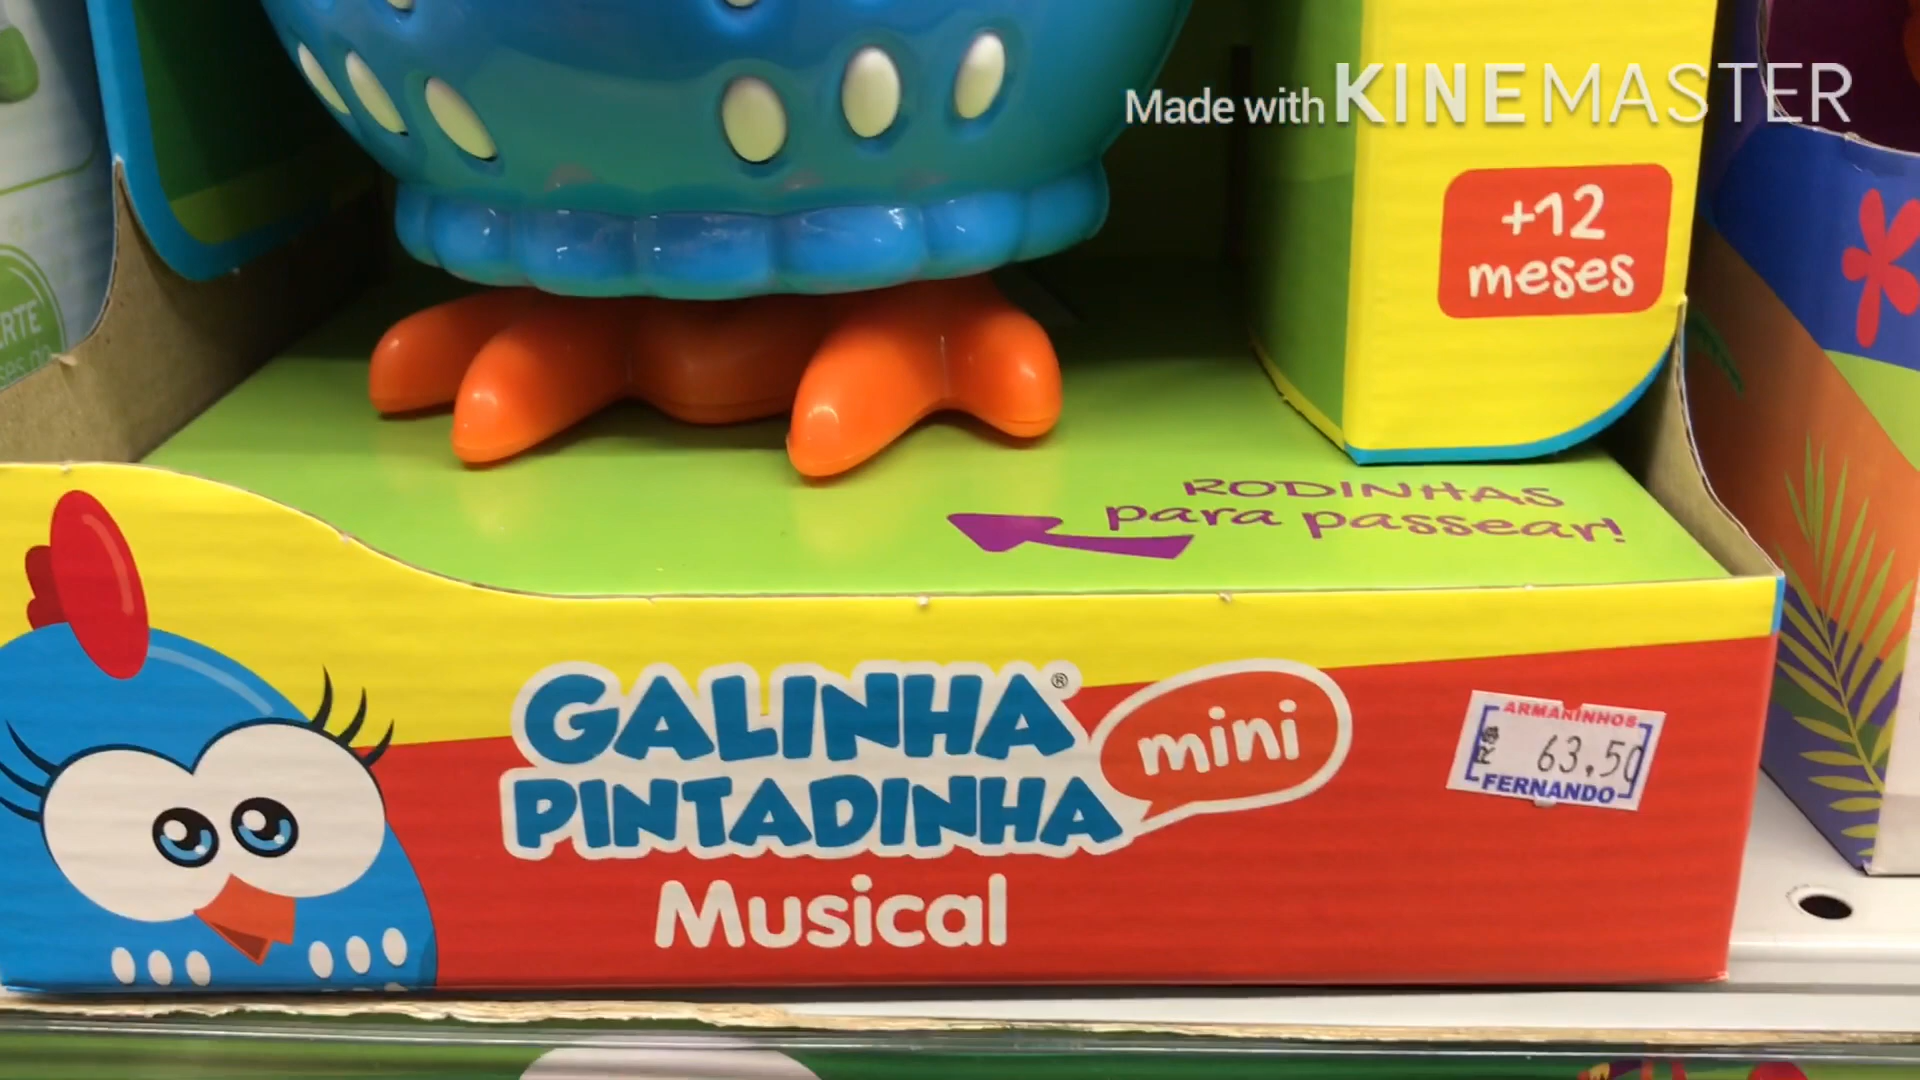 Made with KINEMASTER
+12
meses
RODINHAS
para passear!
GALINHA®
PINTADINHA
mini
Musical
ARMARINHOS
R$ 63.50
FERNANDO